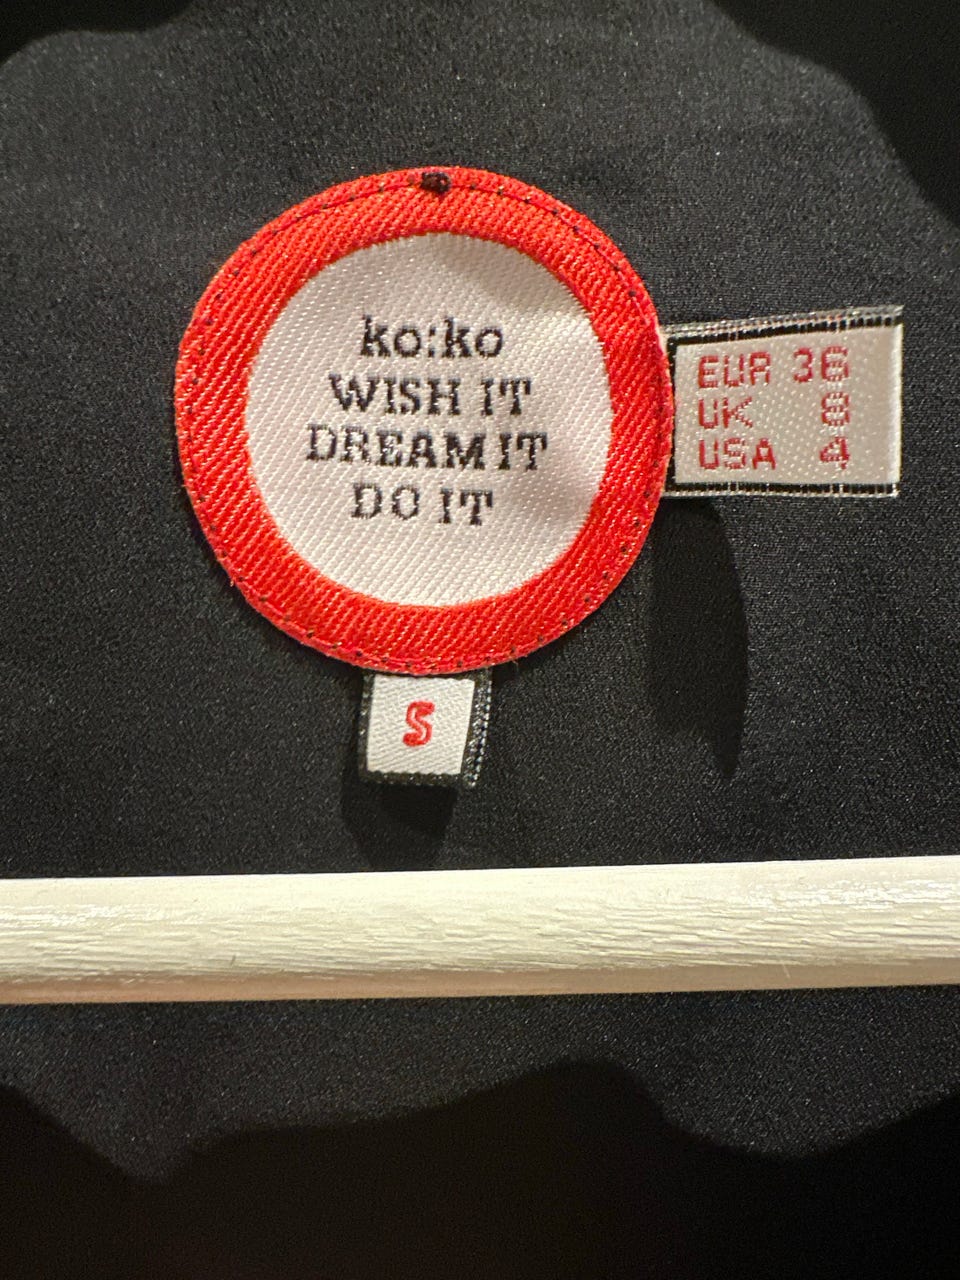 ko:ko
WISH IT
DREAM IT
DO IT
EUR 36
UK 8
USA 4
S